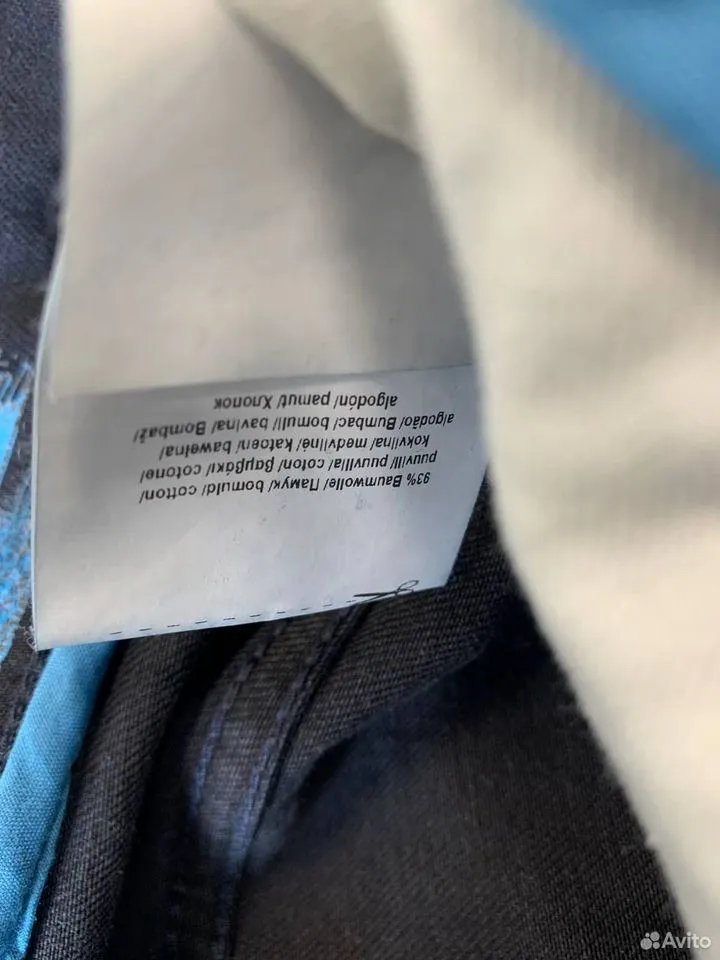 93% Baumwolle/ Памук/ bomuld/ cotton/
puuvill/ puuvilla/ coton/ βαμβάκι/ cotone/
kokvilna/ medvilnė/ katoen/ bawełna/
algodão/ Bumbac/ bomull/ bavlna/ Bombaž/
algodón/ pamut/ Хлопок
Avito